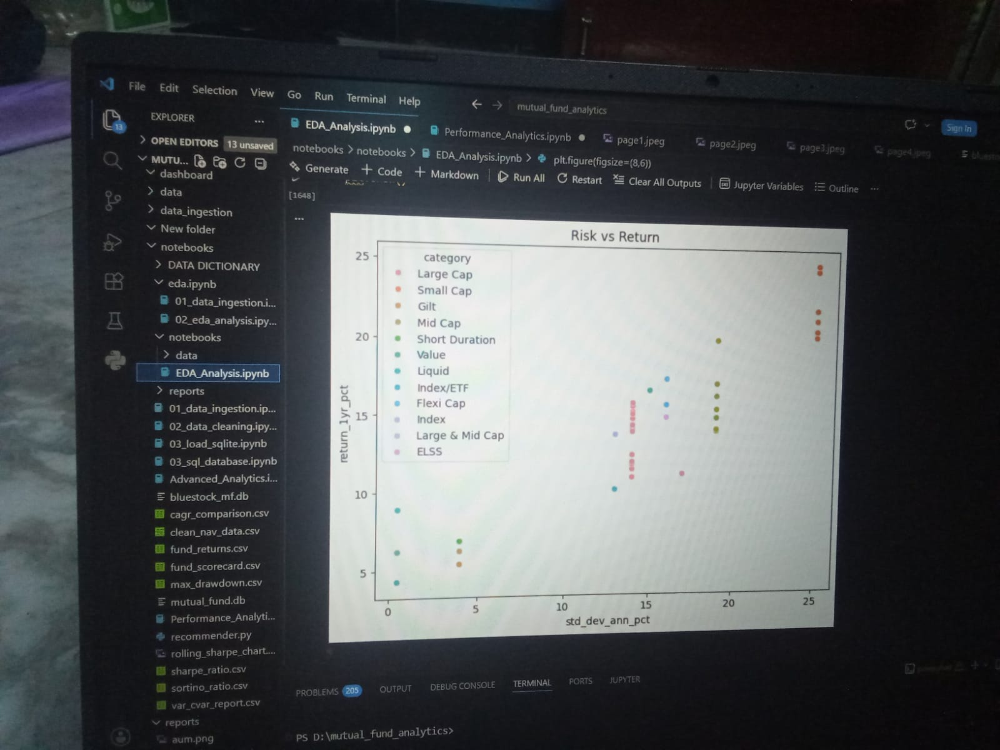 File Edit Selection View Go Run Terminal Help
mutual_fund_analytics
Sign In
EXPLORER
13
OPEN EDITORS 13 unsaved
MUTU...
dashboard
data
data_ingestion
New folder
notebooks
DATA DICTIONARY
eda.ipynb
01_data_ingestion.i...
02_eda_analysis.ipy...
notebooks
data
EDA_Analysis.ipynb
reports
01_data_ingestion.ip...
02_data_cleaning.ipy...
03_load_sqlite.ipynb
03_sql_database.ipynb
Advanced_Analytics.i...
bluestock_mf.db
cagr_comparison.csv
clean_nav_data.csv
fund_returns.csv
fund_scorecard.csv
max_drawdown.csv
mutual_fund.db
Performance_Analyti...
recommender.py
rolling_sharpe_chart....
sharpe_ratio.csv
sortino_ratio.csv
var_cvar_report.csv
reports
aum.png
EDA_Analysis.ipynb Performance_Analytics.ipynb page1.jpeg page2.jpeg page3.jpeg page4.jpeg
notebooks > notebooks > EDA_Analysis.ipynb > plt.figure(figsize=(8,6))
Generate + Code + Markdown Run All Restart Clear All Outputs Jupyter Variables Outline ...
[1648]
...
Risk vs Return
category
Large Cap
Small Cap
Gilt
Mid Cap
Short Duration
Value
Liquid
Index/ETF
Flexi Cap
Index
Large & Mid Cap
ELSS
return_1yr_pct
25
20
15
10
5
0 5 10 15 20 25
std_dev_ann_pct
PROBLEMS 205 OUTPUT DEBUG CONSOLE TERMINAL PORTS JUPYTER
PS D:\mutual_fund_analytics>